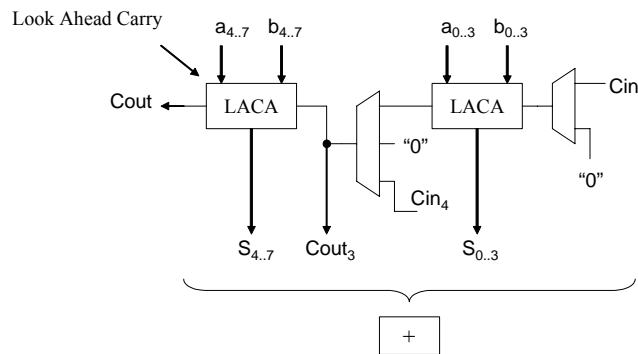 Look Ahead Carry
a4..7 b4..7 a0..3 b0..3
Cout LACA LACA Cin
“0”
“0”
Cin4
S4..7 Cout3 S0..3
+